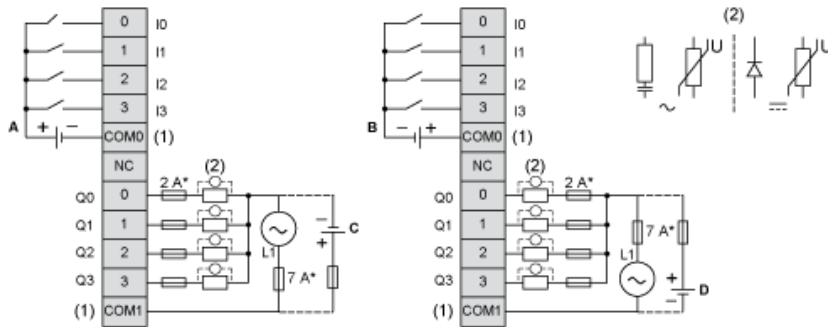 0 I0
1 I1
2 I2
3 I3
A + − COM0 (1)
NC
(2)
Q0 0 2 A*
Q1 1
Q2 2
Q3 3
− + C
L1
7 A*
(1) COM1
0 I0
1 I1
2 I2
3 I3
B − + COM0 (1)
NC
(2)
Q0 0 2 A*
Q1 1
Q2 2
Q3 3
7 A*
L1
+ − D
(1) COM1
(2)
U U
~